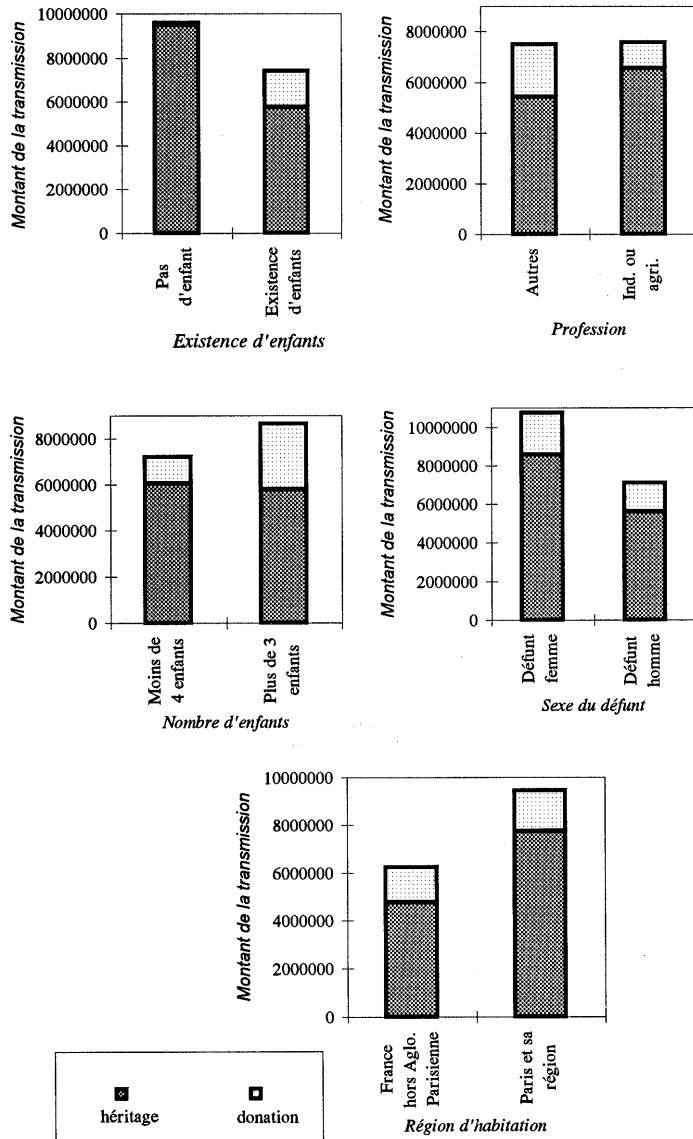 Montant de la transmission
10000000
8000000
6000000
4000000
2000000
0
Pas
d'enfant
Existence
d'enfants
Existence d'enfants
Montant de la transmission
8000000
6000000
4000000
2000000
0
Autres
Ind. ou
agri.
Profession
Montant de la transmission
8000000
6000000
4000000
2000000
0
Moins de
4 enfants
Plus de 3
enfants
Nombre d'enfants
Montant de la transmission
10000000
8000000
6000000
4000000
2000000
0
Défunt
femme
Défunt
homme
Sexe du défunt
Montant de la transmission
10000000
8000000
6000000
4000000
2000000
0
France
hors Aglo.
Parisienne
Paris et sa
région
Région d'habitation
héritage
donation